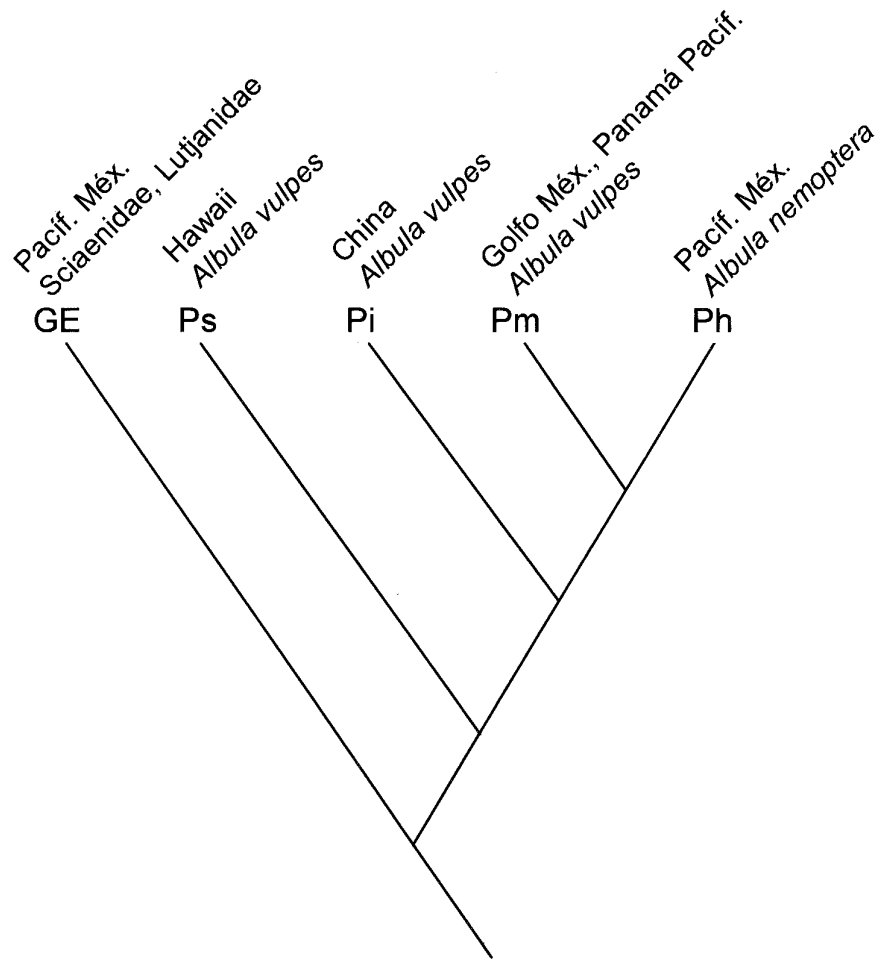 Pacíf. Méx.
Sciaenidae, Lutjanidae
GE
Hawaii
Albula vulpes
Ps
China
Albula vulpes
Pi
Golfo Méx., Panamá Pacíf.
Albula vulpes
Pm
Pacíf. Méx.
Albula nemoptera
Ph